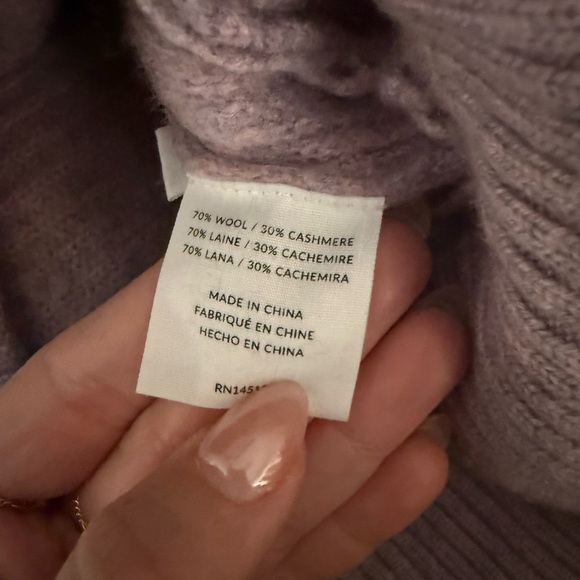 70% WOOL / 30% CASHMERE
70% LAINE / 30% CACHEMIRE
70% LANA / 30% CACHEMIRA
MADE IN CHINA
FABRIQUÉ EN CHINE
HECHO EN CHINA